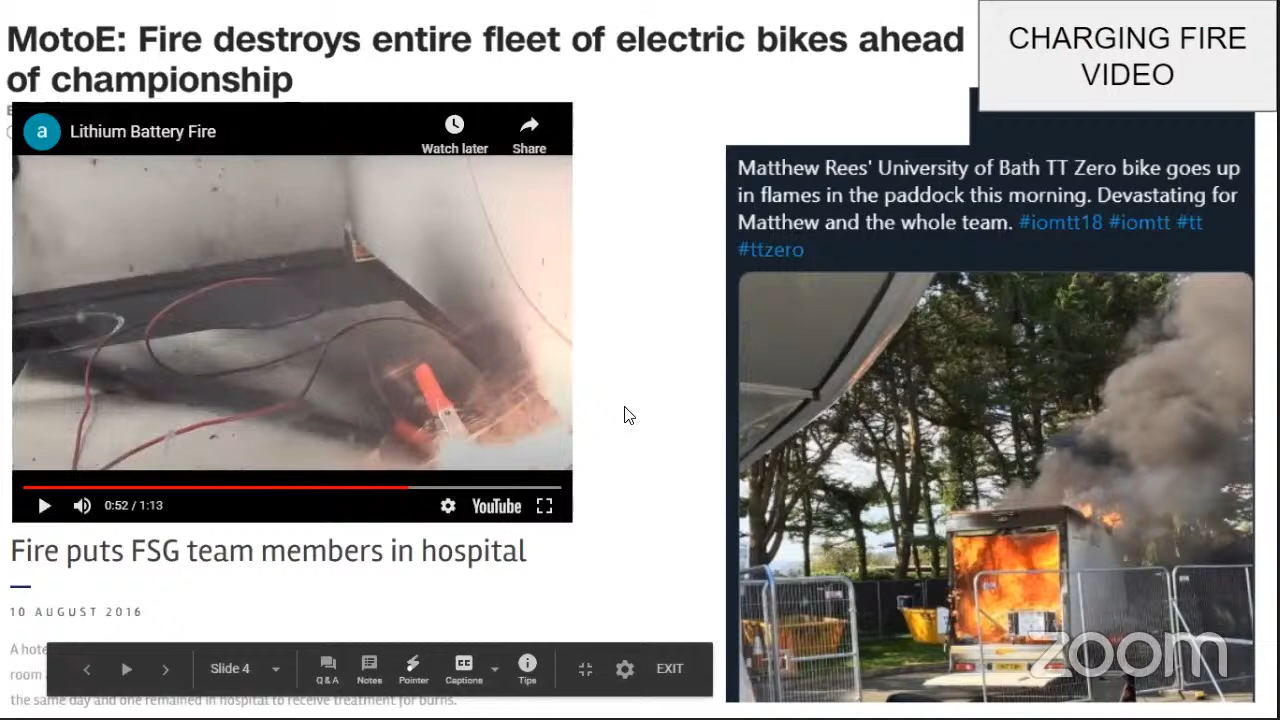 MotoE: Fire destroys entire fleet of electric bikes ahead
of championship
CHARGING FIRE
VIDEO
a
Lithium Battery Fire
Watch later
Share
0:52 / 1:13
YouTube
Matthew Rees' University of Bath TT Zero bike goes up
in flames in the paddock this morning. Devastating for
Matthew and the whole team. #iomtt18 #iomtt #tt
#ttzero
Fire puts FSG team members in hospital
10 AUGUST 2016
A hote
room
the same day and one remained in hospital to receive treatment for burns.
Slide 4
Q & A
Notes
Pointer
CC
Captions
Tips
EXIT
zoom